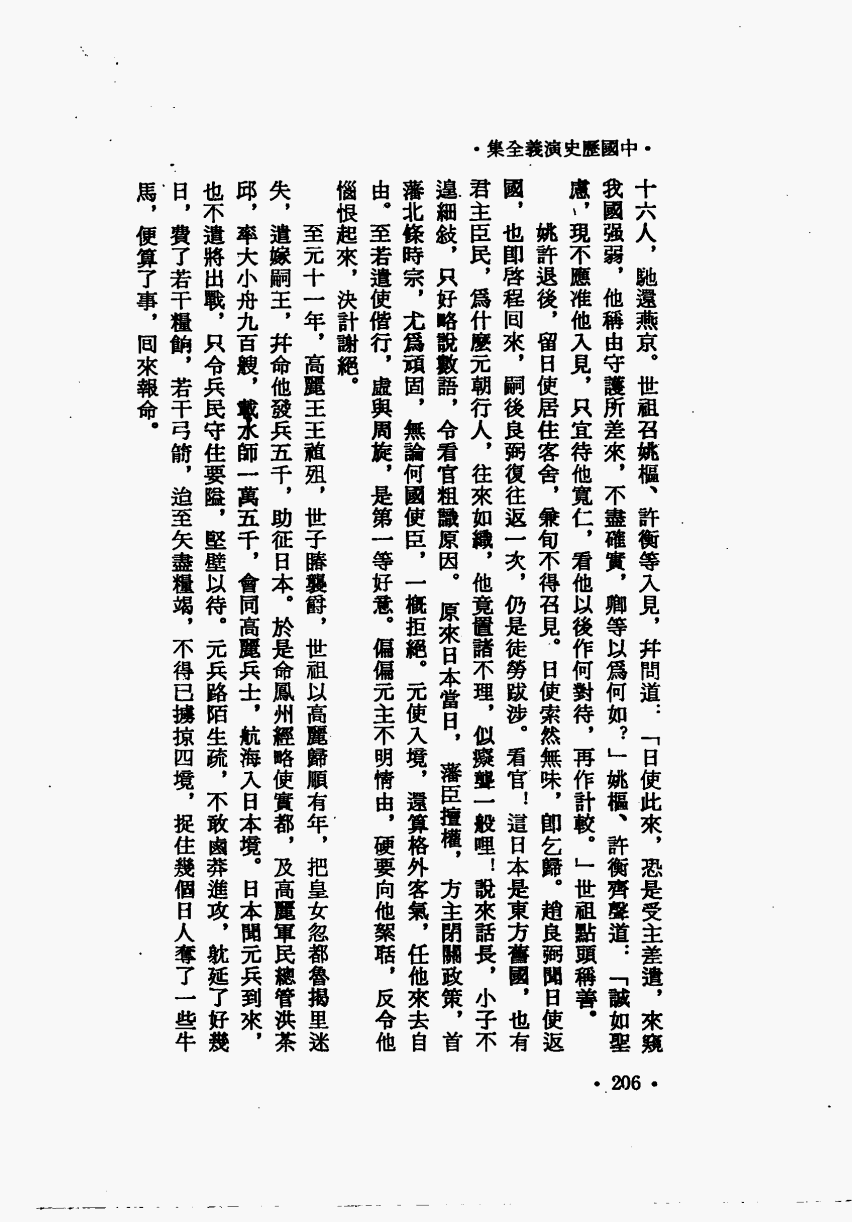 ·中國歷史演義全集·
十六人，馳還燕京。世祖召姚樞、許衡等入見，幷問道：「日使此來，恐是受主差遣，來窺
我國强弱，他稱由守護所差來，不盡確實，卿等以爲何如？」姚樞、許衡齊聲道：「誠如聖
慮，現不應准他入見，只宜待他寬仁，看他以後作何對待，再作計較。」世祖點頭稱善。
姚許退後，留日使居住客舍，兼旬不得召見。日使索然無味，卽乞歸。趙良弼聞日使返
國，也卽啓程囘來，嗣後良弼復往返一次，仍是徒勞跋涉。看官！這日本是東方舊國，也有
君主臣民，爲什麼元朝行人，往來如織，他竟置諸不理，似癡聾一般哩！說來話長，小子不
遑細敍，只好略說數語，令看官粗識原因。原來日本當日，藩臣擅權，方主閉關政策，首
藩北條時宗，尤爲頑固，無論何國使臣，一槪拒絕。元使入境，還算格外客氣，任他來去自
由。至若遣使偕行，虛與周旋，是第一等好意。偏偏元主不明情由，硬要向他絮聒，反令他
惱恨起來，決計謝絕。
至元十一年，高麗王王禃殂，世子賰襲爵，世祖以高麗歸順有年，把皇女忽都魯揭里迷
失，遣嫁嗣王，幷命他發兵五千，助征日本。於是命鳳州經略使實都，及高麗軍民總管洪茶
邱，率大小舟九百艘，載水師一萬五千，會同高麗兵士，航海入日本境。日本聞元兵到來，
也不遣將出戰，只令兵民守住要隘，堅壁以待。元兵路陌生疏，不敢鹵莽進攻，躭延了好幾
日，費了若干糧餉，若干弓箭，迨至矢盡糧竭，不得已擄掠四境，捉住幾個日人奪了一些牛
馬，便算了事，囘來報命。
·206·